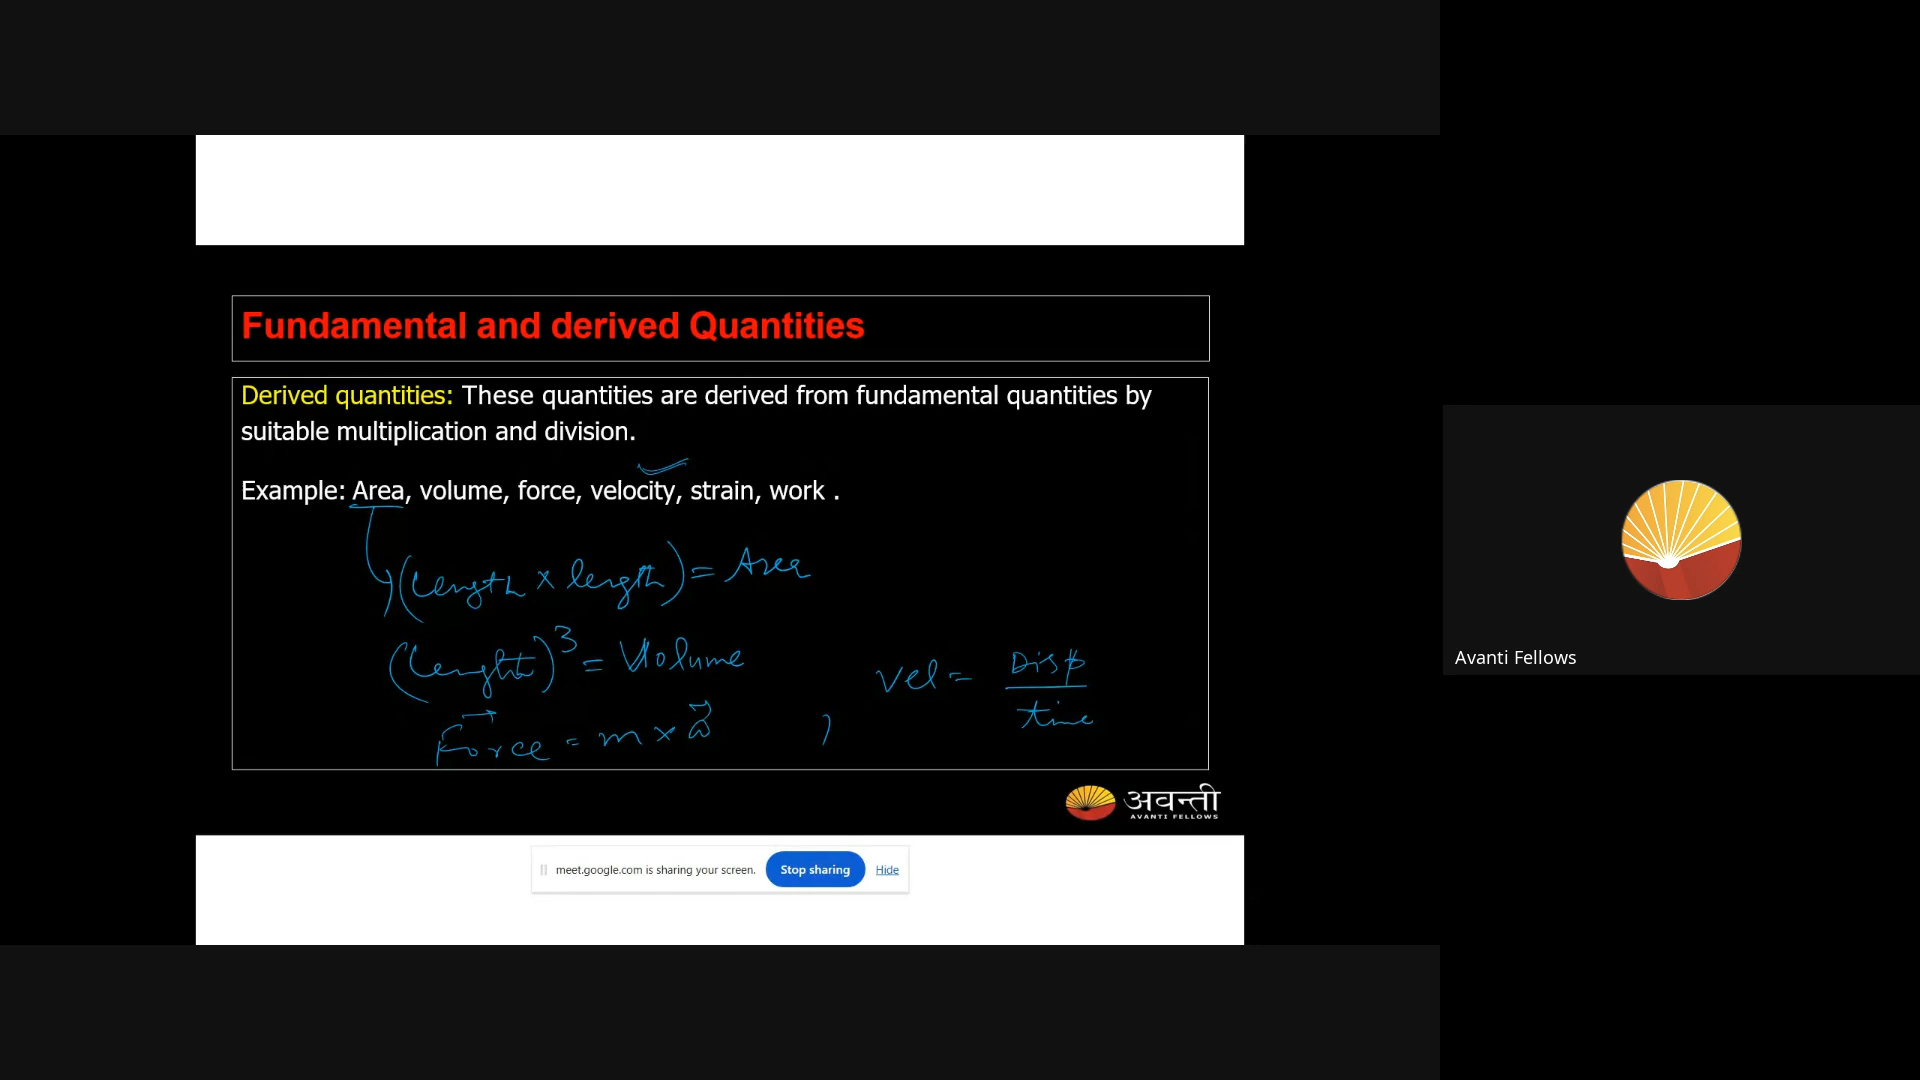 Fundamental and derived Quantities
Derived quantities: These quantities are derived from fundamental quantities by
suitable multiplication and division.
Example: Area, volume, force, velocity, strain, work .
(Length × length) = Area
(Lenght)³ = Volume
Vel = Disp / time
Force = m × a
अवन्ती
AVANTI FELLOWS
meet.google.com is sharing your screen.
Stop sharing
Hide
Avanti Fellows